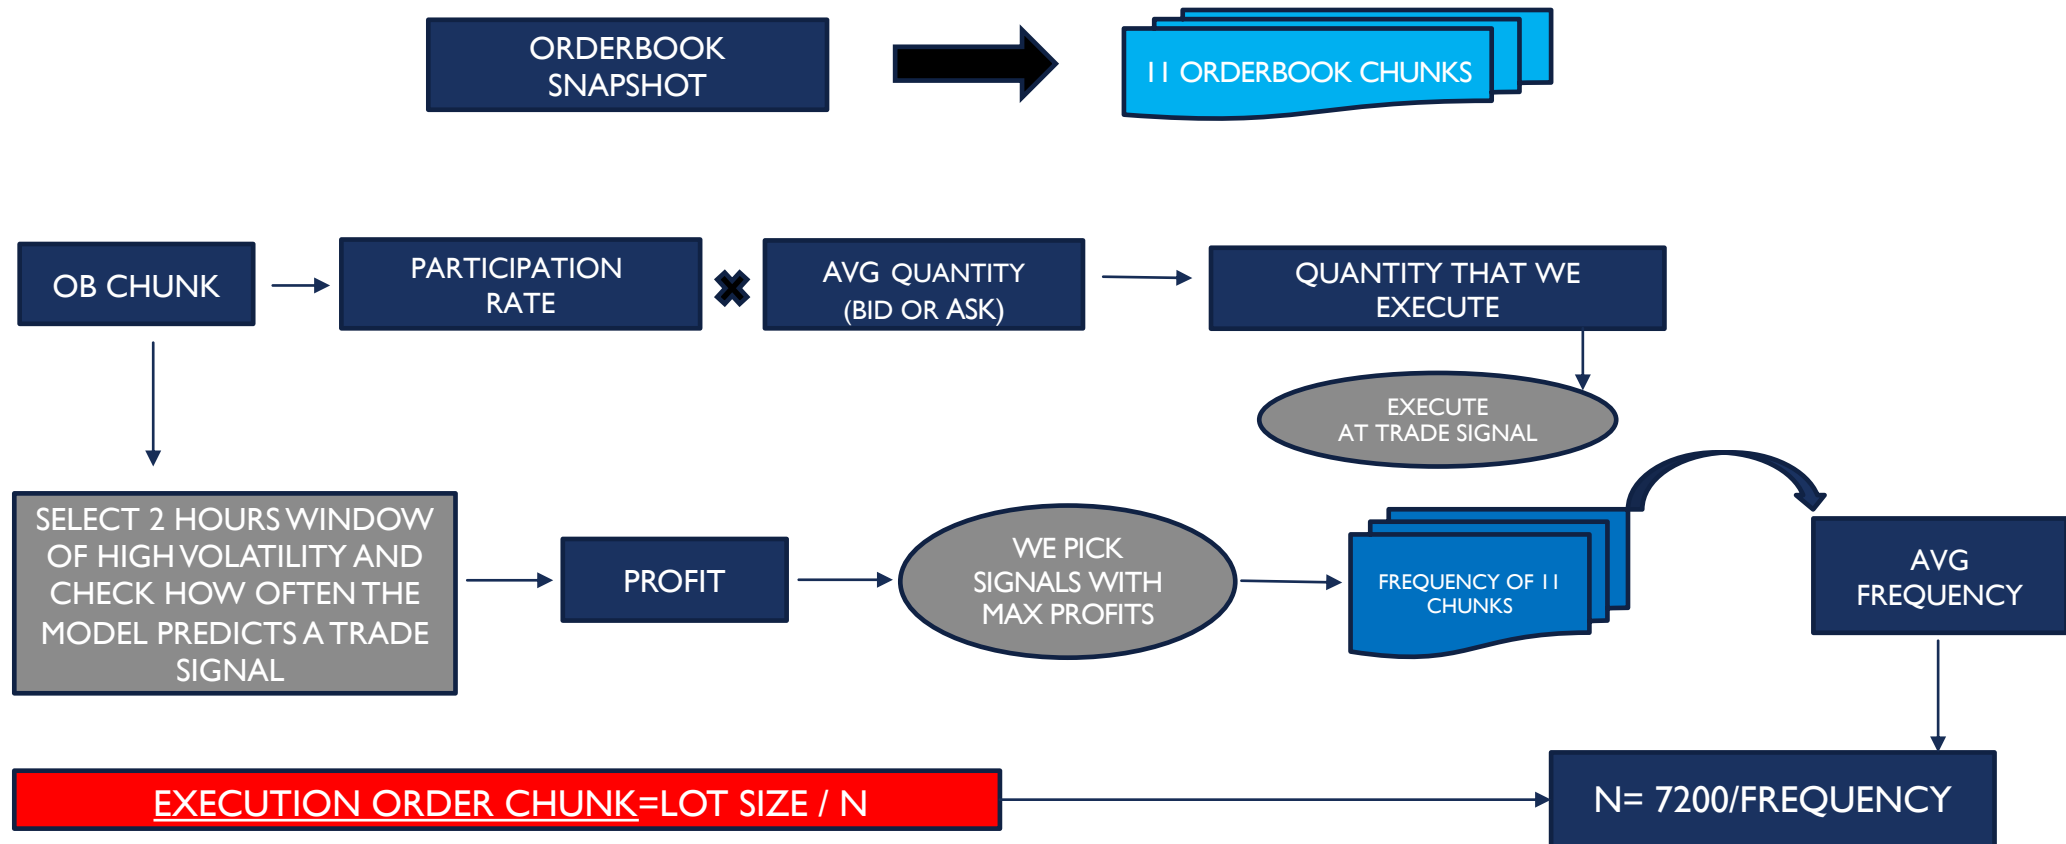 ORDERBOOK
SNAPSHOT
11 ORDERBOOK CHUNKS
OB CHUNK
PARTICIPATION
RATE
AVG QUANTITY
(BID OR ASK)
QUANTITY THAT WE
EXECUTE
EXECUTE
AT TRADE SIGNAL
SELECT 2 HOURS WINDOW
OF HIGH VOLATILITY AND
CHECK HOW OFTEN THE
MODEL PREDICTS A TRADE
SIGNAL
PROFIT
WE PICK
SIGNALS WITH
MAX PROFITS
FREQUENCY OF 11
CHUNKS
AVG
FREQUENCY
EXECUTION ORDER CHUNK=LOT SIZE / N
N= 7200/FREQUENCY